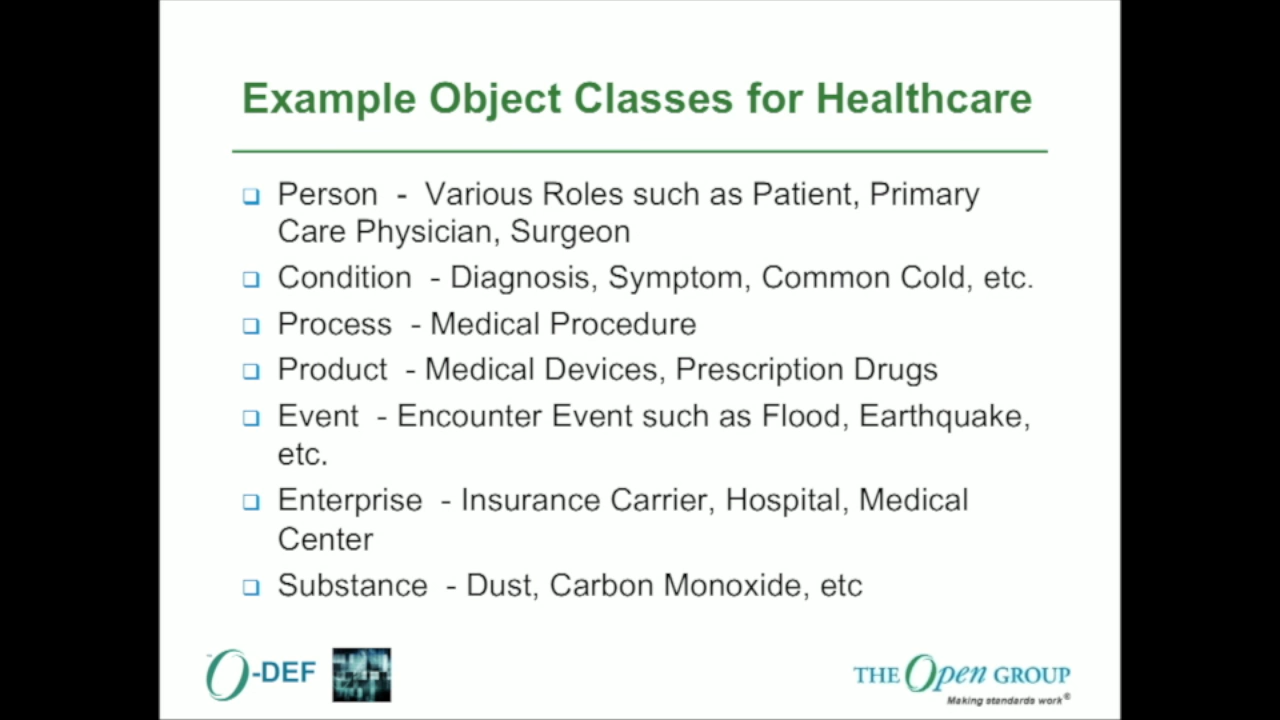 Example Object Classes for Healthcare
❑ Person - Various Roles such as Patient, Primary
Care Physician, Surgeon
❑ Condition - Diagnosis, Symptom, Common Cold, etc.
❑ Process - Medical Procedure
❑ Product - Medical Devices, Prescription Drugs
❑ Event - Encounter Event such as Flood, Earthquake,
etc.
❑ Enterprise - Insurance Carrier, Hospital, Medical
Center
❑ Substance - Dust, Carbon Monoxide, etc
™ O-DEF
THE Open GROUP
Making standards work®